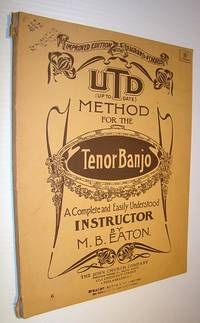 IMPROVED EDITION
UTD
(UP TO DATE)
METHOD
FOR THE
Tenor Banjo
A Complete and Easily Understood
INSTRUCTOR
BY
M. B. EATON.
THE JOHN CHURCH COMPANY